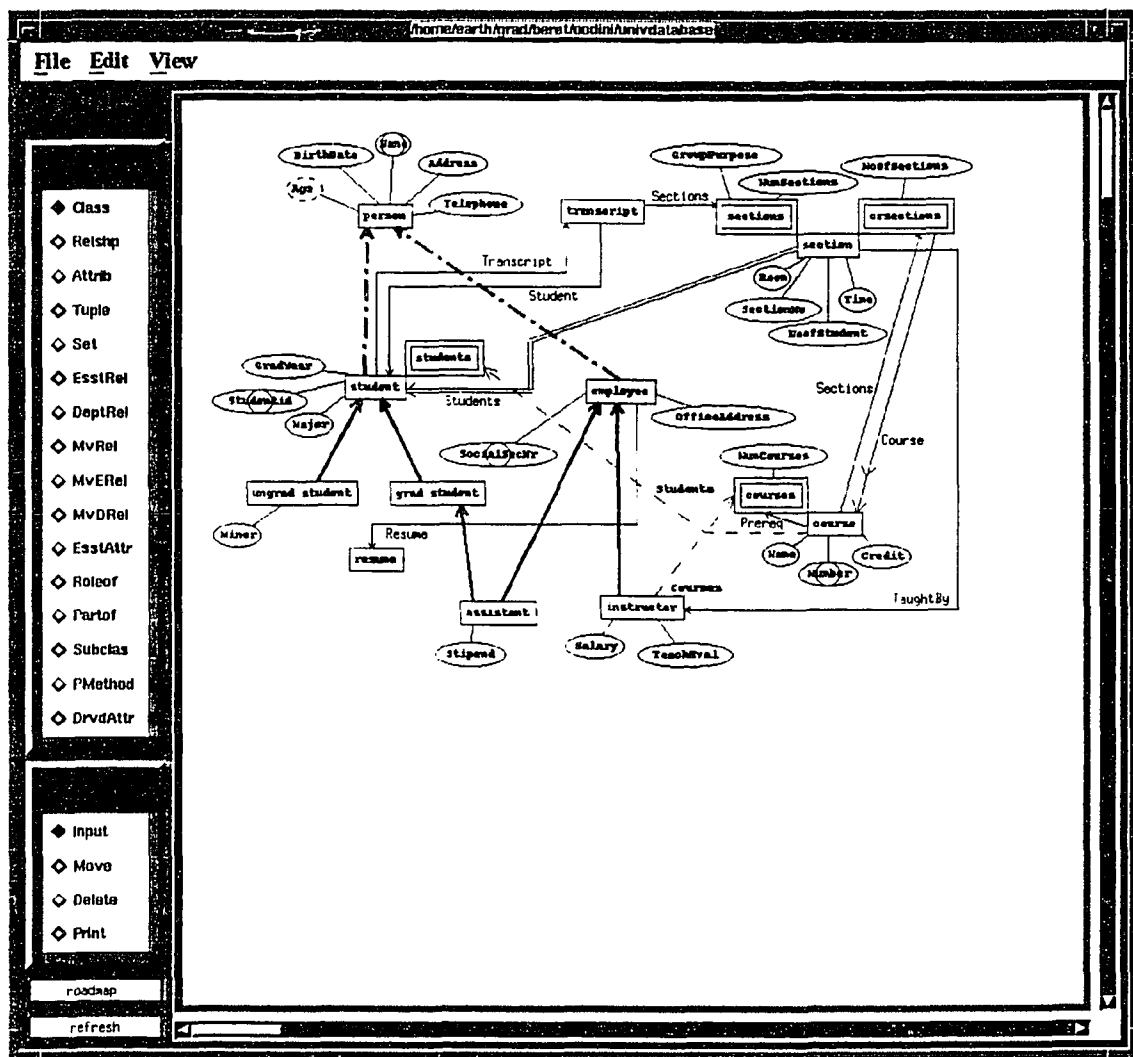 /home/earth/grad/beret/oodini/univdatabase
File Edit View
Class
Relshp
Attrib
Tuple
Set
EsstRel
DeptRel
MvRel
MvERel
MvDRel
EsstAttr
Roleof
Partof
Subclas
PMethod
DrvdAttr
Input
Move
Delete
Print
roadmap
refresh
BirthDate
Name
Address
Age
Telephone
person
transcript
Sections
GroupPurpose
NumSections
sections
NoofSections
crsections
section
Room
Time
SectionNo
NoofStudent
Transcript
Student
students
GradYear
student
Studentid
Major
Students
employee
OfficeAddress
SocialSecNr
Sections
Course
ungrad student
grad student
Minor
Resume
resume
Students
NumCourses
courses
Prereq
course
Name
Number
Credit
Courses
TaughtBy
assistant
instructor
Stipend
Salary
TeachEval